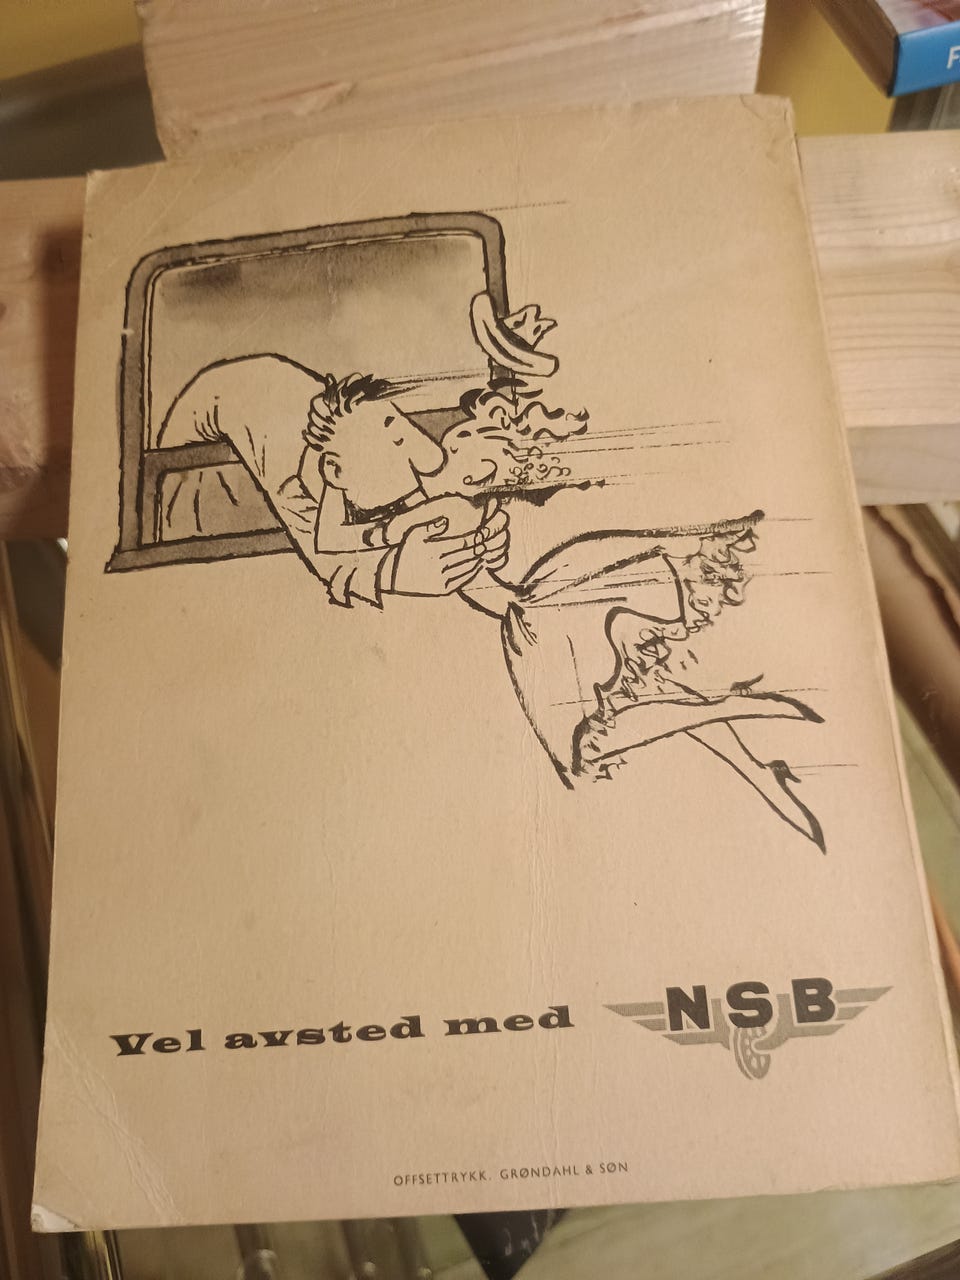 F
Vel avsted med NSB
OFFSETTRYKK. GRØNDAHL & SØN